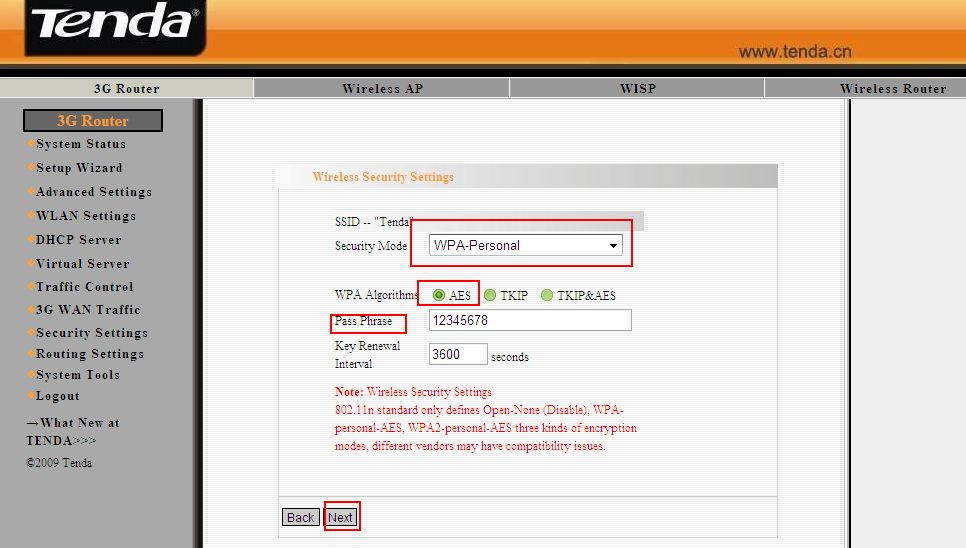 Tenda®
www.tenda.cn
3G Router
Wireless AP
WISP
Wireless Router
3G Router
System Status
Setup Wizard
Advanced Settings
WLAN Settings
DHCP Server
Virtual Server
Traffic Control
3G WAN Traffic
Security Settings
Routing Settings
System Tools
Logout
→What New at
TENDA>>>
©2009 Tenda
Wireless Security Settings
SSID -- "Tenda"
Security Mode WPA-Personal
WPA Algorithms AES TKIP TKIP&AES
Pass Phrase 12345678
Key Renewal
Interval 3600 seconds
Note: Wireless Security Settings
802.11n standard only defines Open-None (Disable), WPA-
personal-AES, WPA2-personal-AES three kinds of encryption
modes, different vendors may have compatibility issues.
Back Next